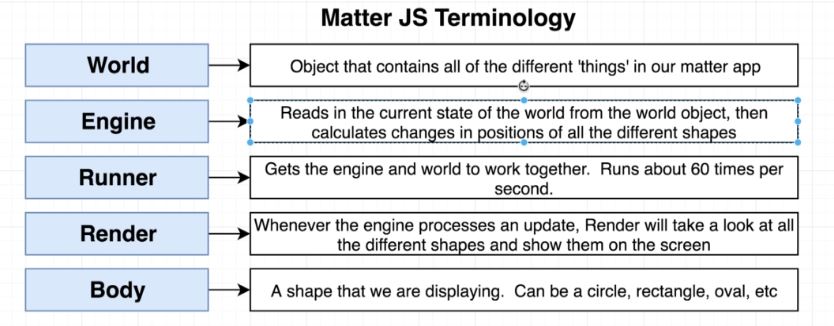 Matter JS Terminology
World
Object that contains all of the different 'things' in our matter app
Engine
Reads in the current state of the world from the world object, then
calculates changes in positions of all the different shapes
Runner
Gets the engine and world to work together.  Runs about 60 times per
second.
Render
Whenever the engine processes an update, Render will take a look at all
the different shapes and show them on the screen
Body
A shape that we are displaying.  Can be a circle, rectangle, oval, etc